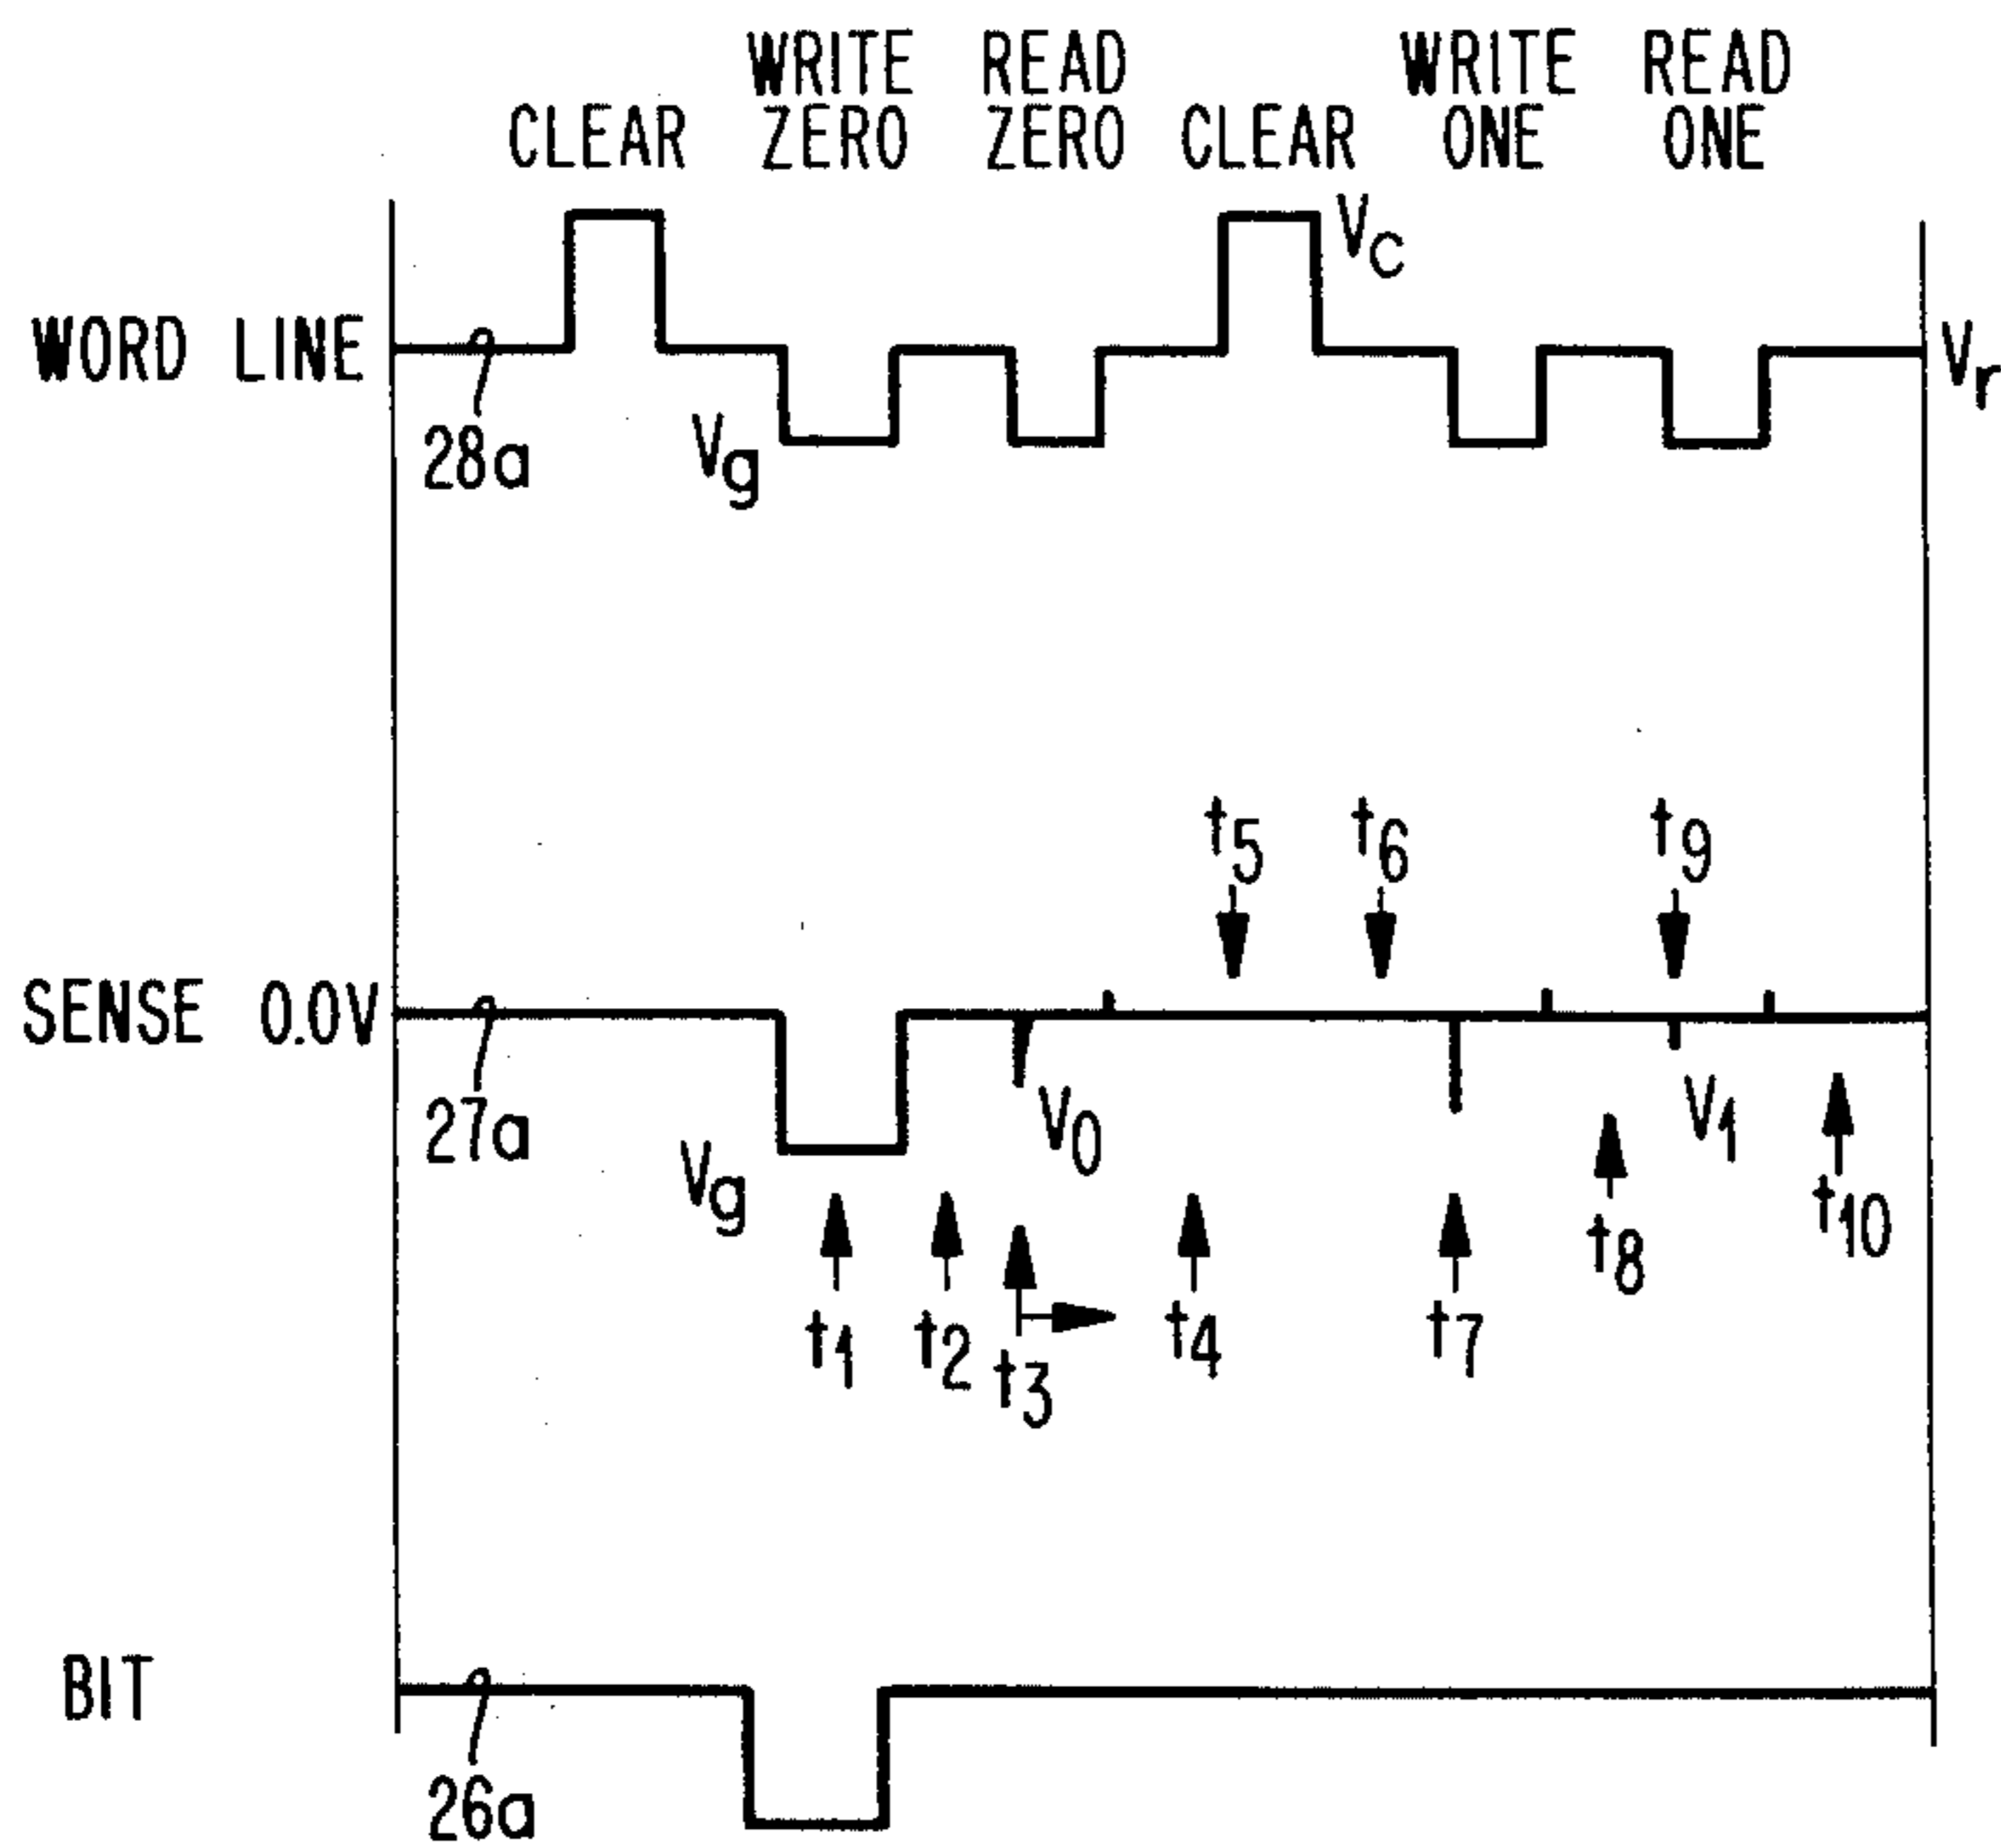 WRITE READ WRITE READ
CLEAR ZERO ZERO CLEAR ONE ONE
Vc
WORD LINE
Vr
28a
Vg
t5 t6 t9
SENSE 0.0V
27a
Vg
V0
V1
t1 t2 t3 t4 t7 t8 t10
BIT
26a